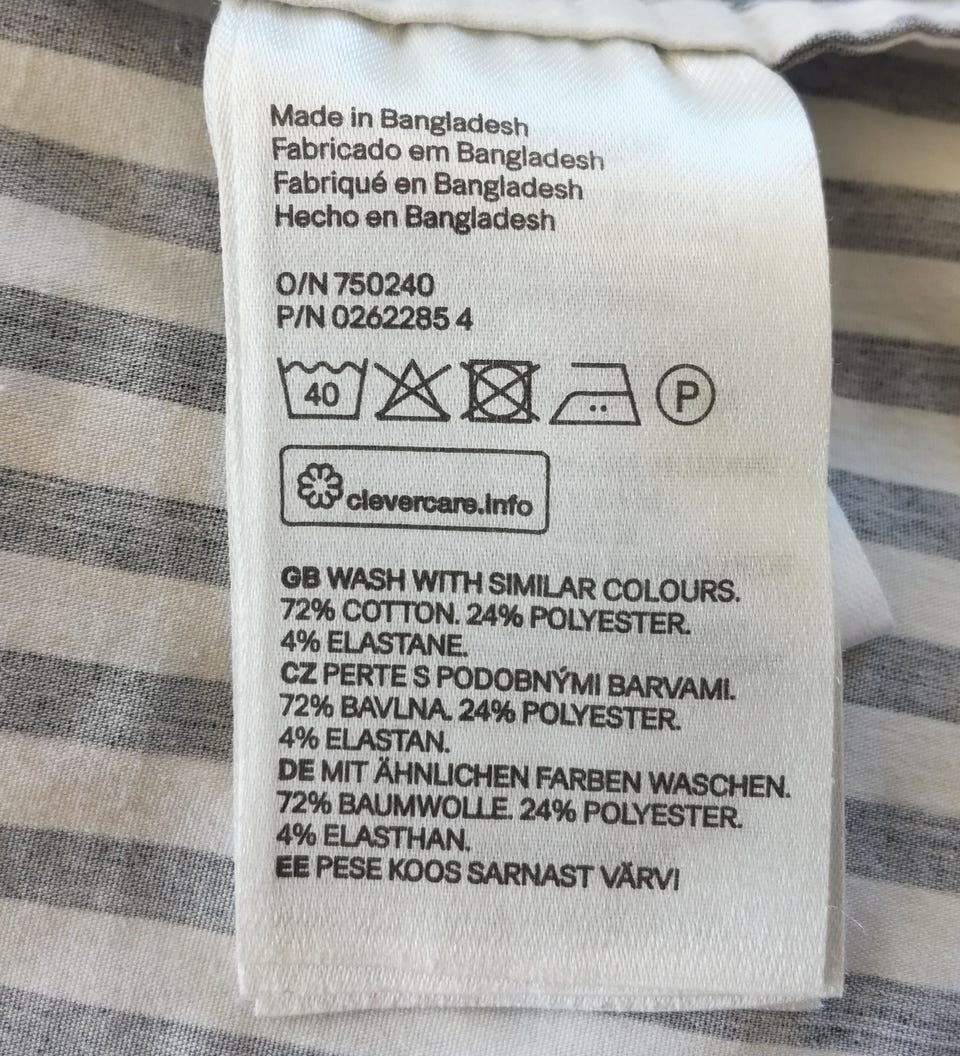 Made in Bangladesh
Fabricado em Bangladesh
Fabriqué en Bangladesh
Hecho en Bangladesh
O/N 750240
P/N 0262285 4
40 P
clevercare.info
GB WASH WITH SIMILAR COLOURS.
72% COTTON. 24% POLYESTER.
4% ELASTANE.
CZ PERTE S PODOBNÝMI BARVAMI.
72% BAVLNA. 24% POLYESTER.
4% ELASTAN.
DE MIT ÄHNLICHEN FARBEN WASCHEN.
72% BAUMWOLLE. 24% POLYESTER.
4% ELASTHAN.
EE PESE KOOS SARNAST VÄRVI